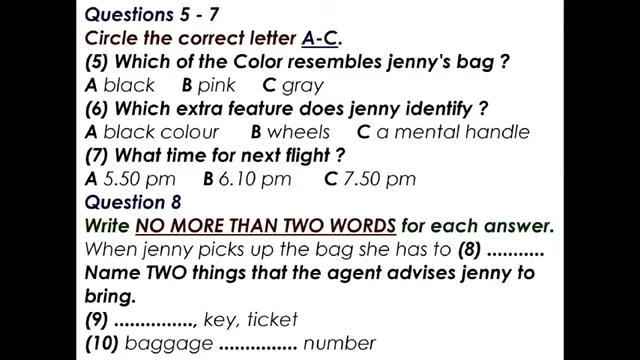 Questions 5 - 7
Circle the correct letter A-C.
(5) Which of the Color resembles jenny's bag ?
A black B pink C gray
(6) Which extra feature does jenny identify ?
A black colour B wheels C a mental handle
(7) What time for next flight ?
A 5.50 pm B 6.10 pm C 7.50 pm
Question 8
Write NO MORE THAN TWO WORDS for each answer.
When jenny picks up the bag she has to (8) ...........
Name TWO things that the agent advises jenny to
bring.
(9) ..............., key, ticket
(10) baggage ............... number